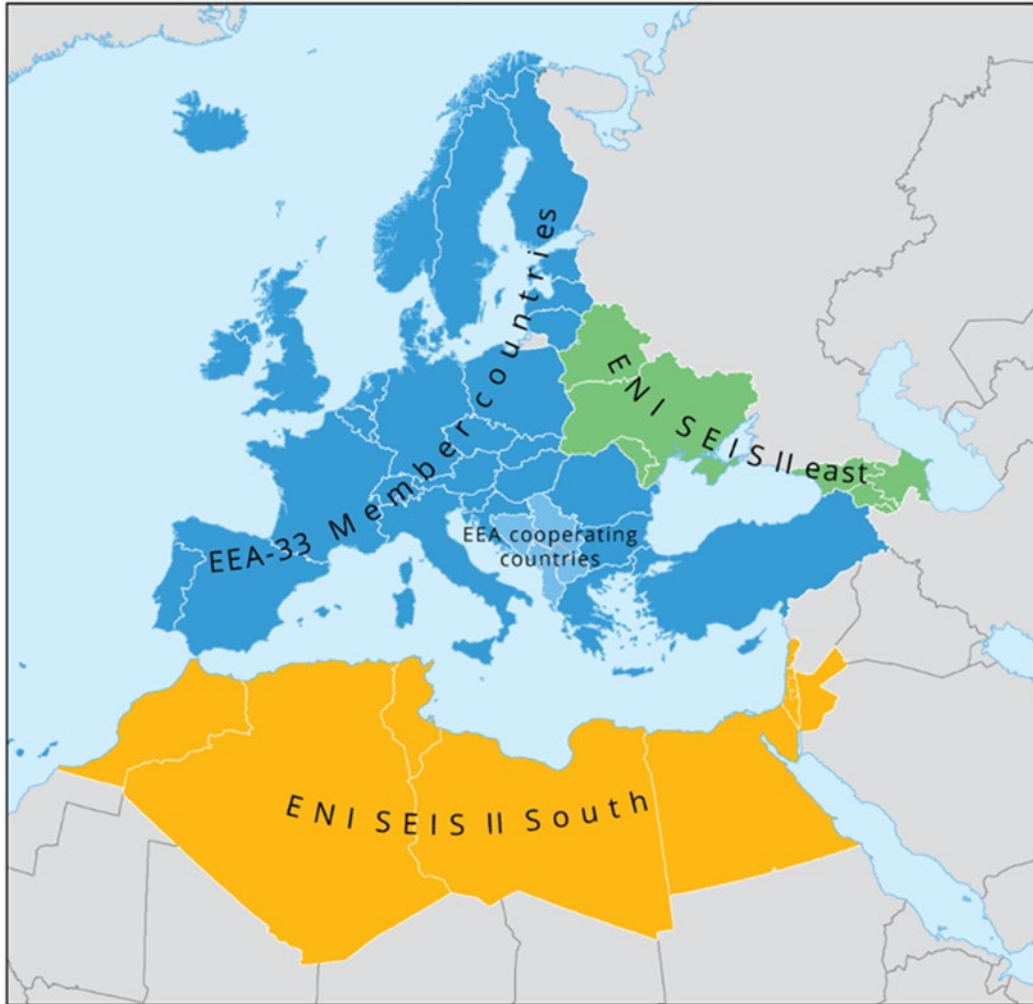 EEA-33 Member countries
ENI SEIS II east
EEA cooperating
countries
ENI SEIS II South